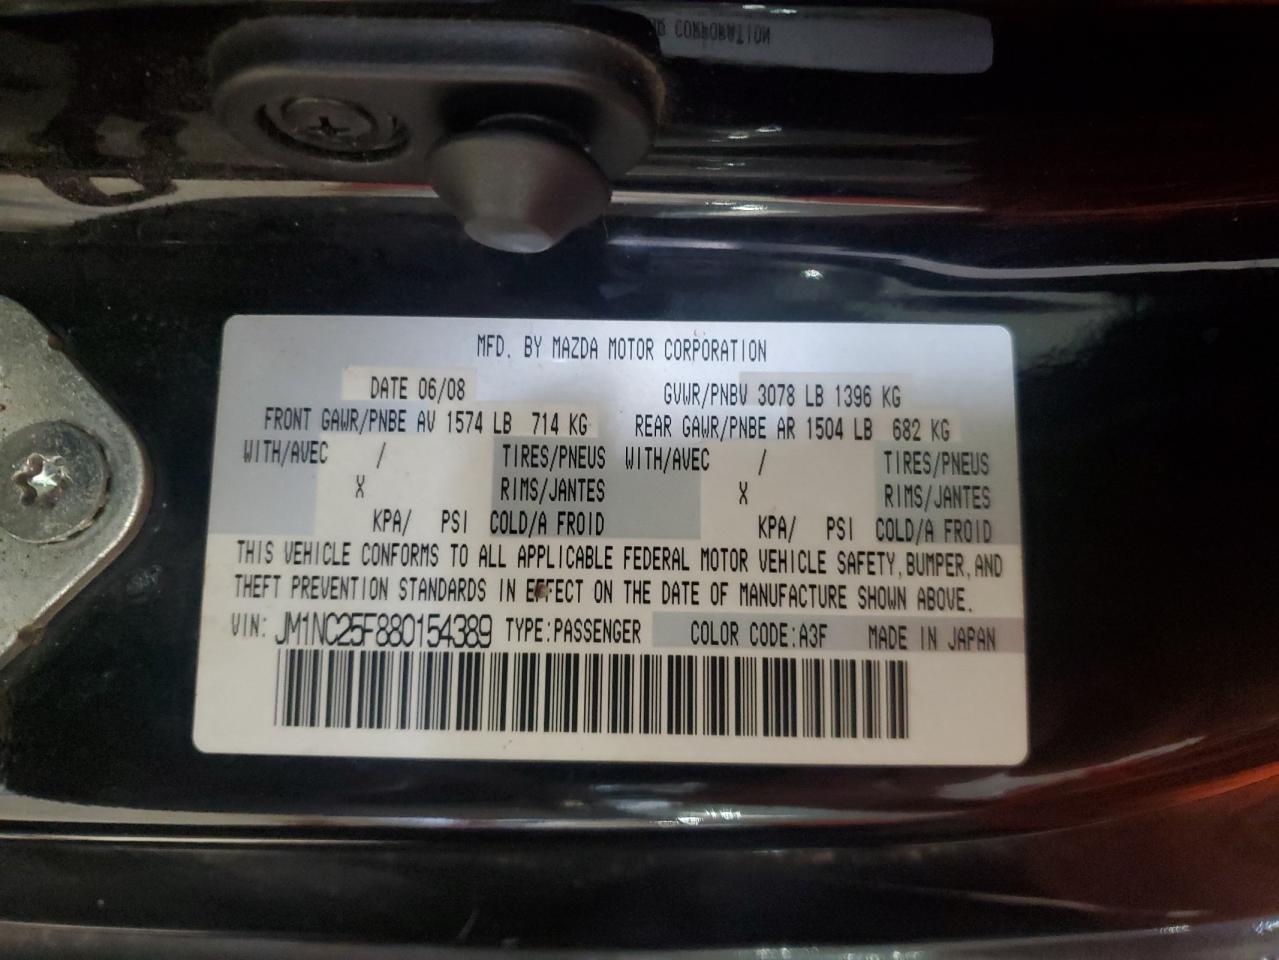 CORPORATION
MFD. BY MAZDA MOTOR CORPORATION
DATE 06/08 GVWR/PNBV 3078 LB 1396 KG
FRONT GAWR/PNBE AV 1574 LB 714 KG REAR GAWR/PNBE AR 1504 LB 682 KG
WITH/AVEC / TIRES/PNEUS WITH/AVEC / TIRES/PNEUS
X RIMS/JANTES X RIMS/JANTES
KPA/ PSI COLD/A FROID KPA/ PSI COLD/A FROID
THIS VEHICLE CONFORMS TO ALL APPLICABLE FEDERAL MOTOR VEHICLE SAFETY, BUMPER, AND
THEFT PREVENTION STANDARDS IN EFFECT ON THE DATE OF MANUFACTURE SHOWN ABOVE.
VIN: JM1NC25F880154389 TYPE:PASSENGER COLOR CODE:A3F MADE IN JAPAN